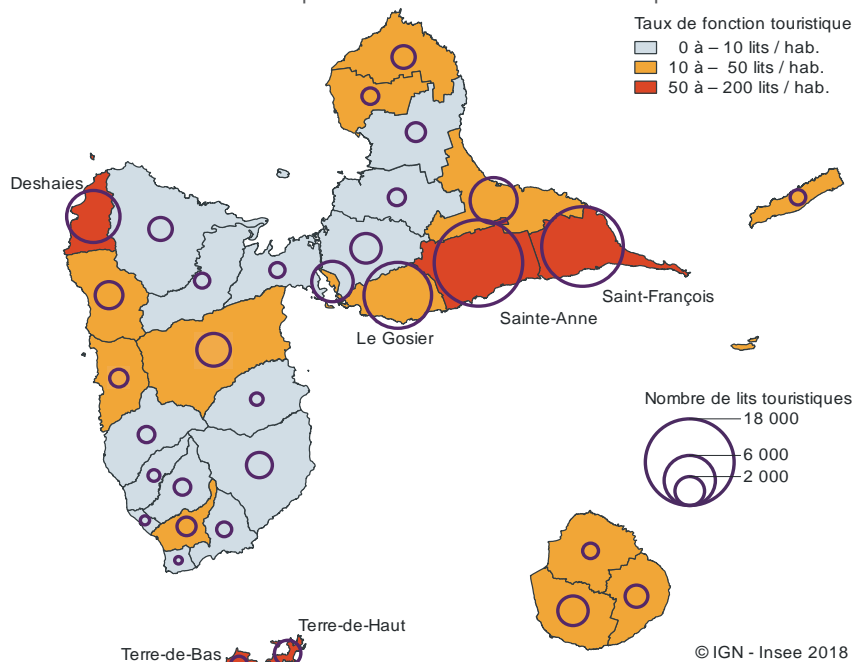 Taux de fonction touristique
0 à – 10 lits / hab.
10 à – 50 lits / hab.
50 à – 200 lits / hab.
Deshaies
Saint-François
Sainte-Anne
Le Gosier
Nombre de lits touristiques
18 000
6 000
2 000
Terre-de-Haut
Terre-de-Bas
© IGN - Insee 2018